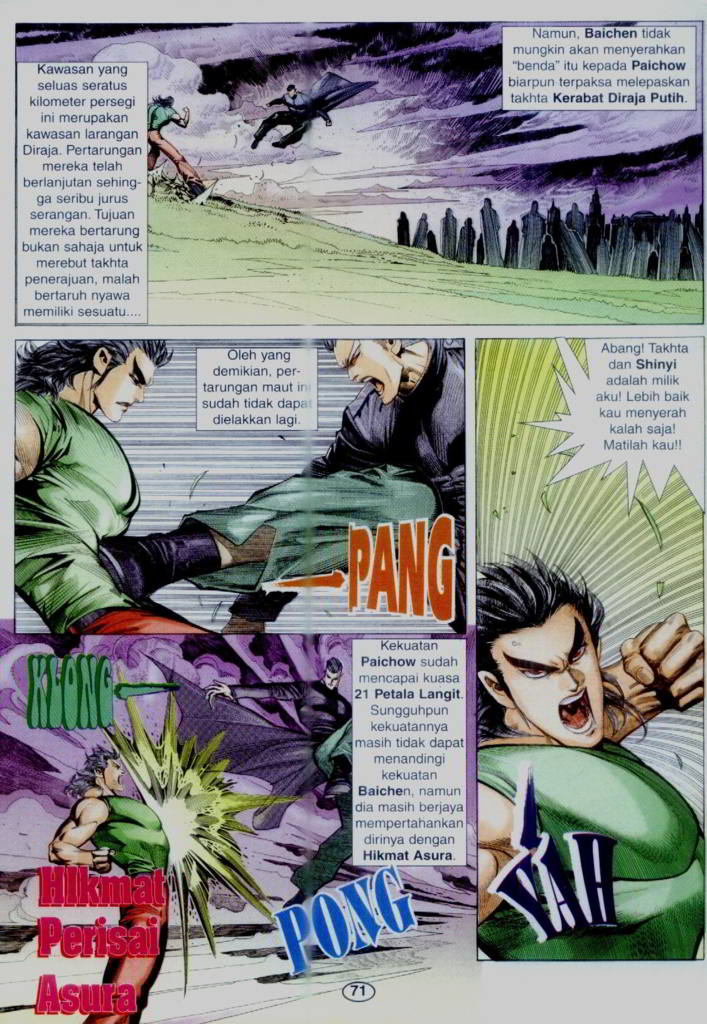 Kawasan yang
seluas seratus
kilometer persegi
ini merupakan
kawasan larangan
Diraja. Pertarungan
mereka telah
berlanjutan sehing-
ga seribu jurus
serangan. Tujuan
mereka bertarung
bukan sahaja untuk
merebut takhta
penerajuan, malah
bertaruh nyawa
memiliki sesuatu....
Namun, Baichen tidak
mungkin akan menyerahkan
“benda” itu kepada Paichow
biarpun terpaksa melepaskan
takhta Kerabat Diraja Putih.
Oleh yang
demikian, per-
tarungan maut ini
sudah tidak dapat
dielakkan lagi.
PANG
Abang! Takhta
dan Shinyi
adalah milik
aku! Lebih baik
kau menyerah
kalah saja!
Matilah kau!!
YAH
KLONG
Kekuatan
Paichow sudah
mencapai kuasa
21 Petala Langit.
Sungguhpun
kekuatannya
masih tidak dapat
menandingi
kekuatan
Baichen, namun
dia masih berjaya
mempertahankan
dirinya dengan
Hikmat Asura.
Hikmat
Perisai
Asura
PONG
71